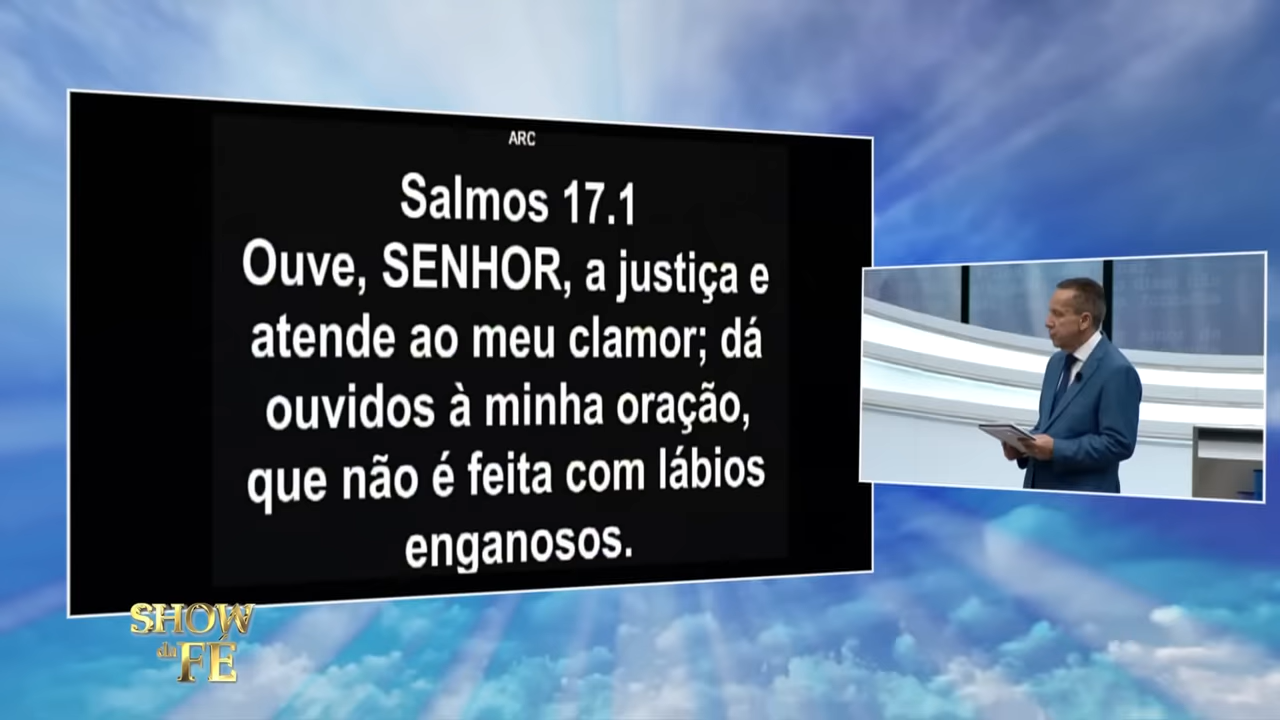 ARC
Salmos 17.1
Ouve, SENHOR, a justiça e
atende ao meu clamor; dá
ouvidos à minha oração,
que não é feita com lábios
enganosos.
SHOW
da FÉ